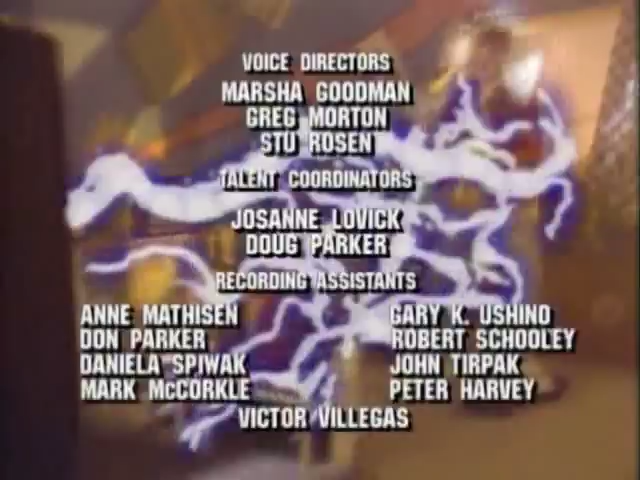 VOICE DIRECTORS
MARSHA GOODMAN
GREG MORTON
STU ROSEN
TALENT COORDINATORS
JOSANNE LOVICK
DOUG PARKER
RECORDING ASSISTANTS
ANNE MATHISEN GARY K. USHINO
DON PARKER ROBERT SCHOOLEY
DANIELA SPIWAK JOHN TIRPAK
MARK McCORKLE PETER HARVEY
VICTOR VILLEGAS